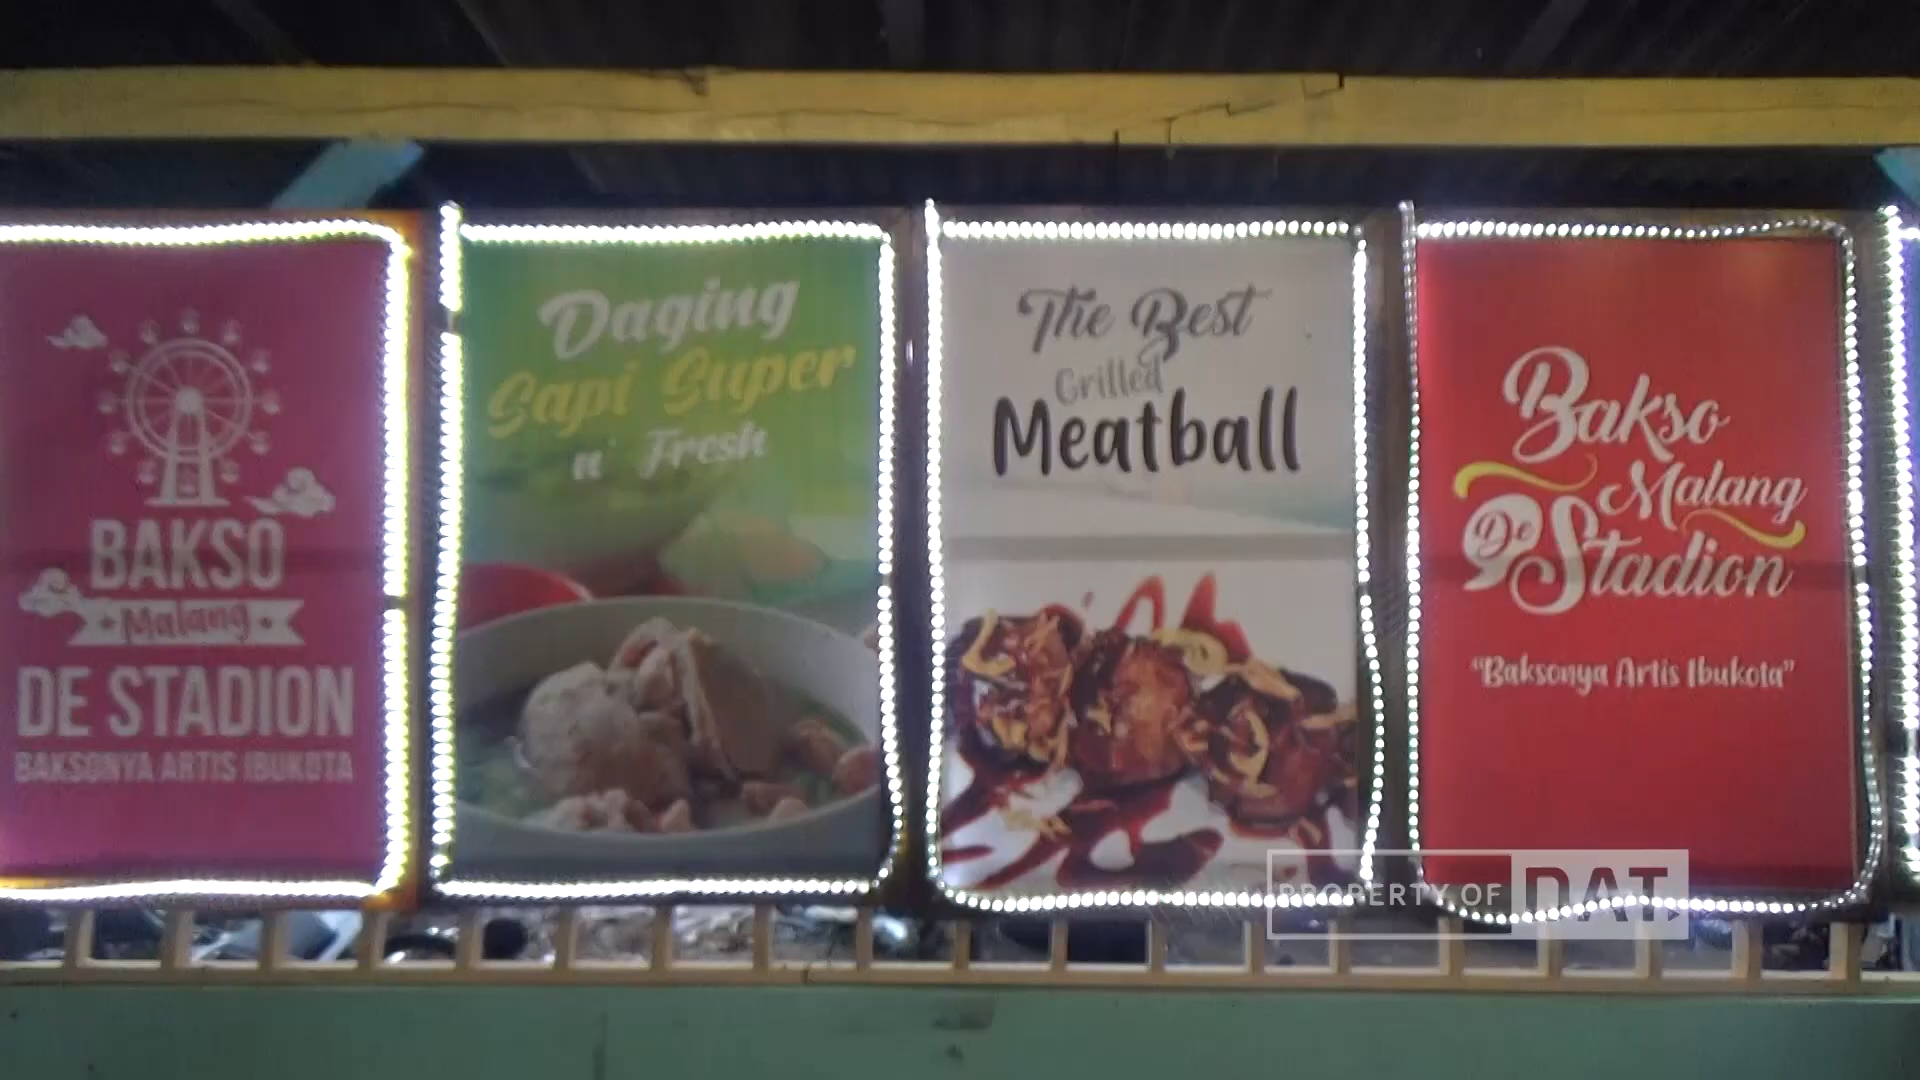 BAKSO
Malang
DE STADION
BAKSONYA ARTIS IBUKOTA
Daging
Sapi Super
n Fresh
The Best
Grilled
Meatball
Bakso
Malang
De Stadion
"Baksonya Artis Ibukota"
PROPERTY OF DAT